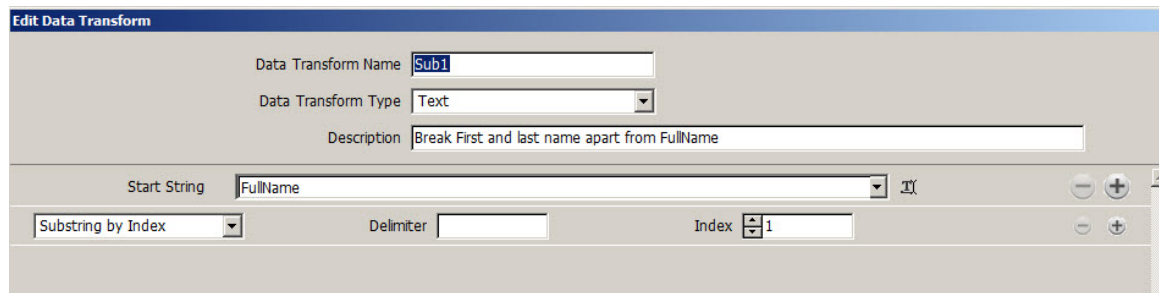 Edit Data Transform
Data Transform Name Sub1
Data Transform Type Text
Description Break First and last name apart from FullName
Start String FullName
Substring by Index Delimiter Index 1